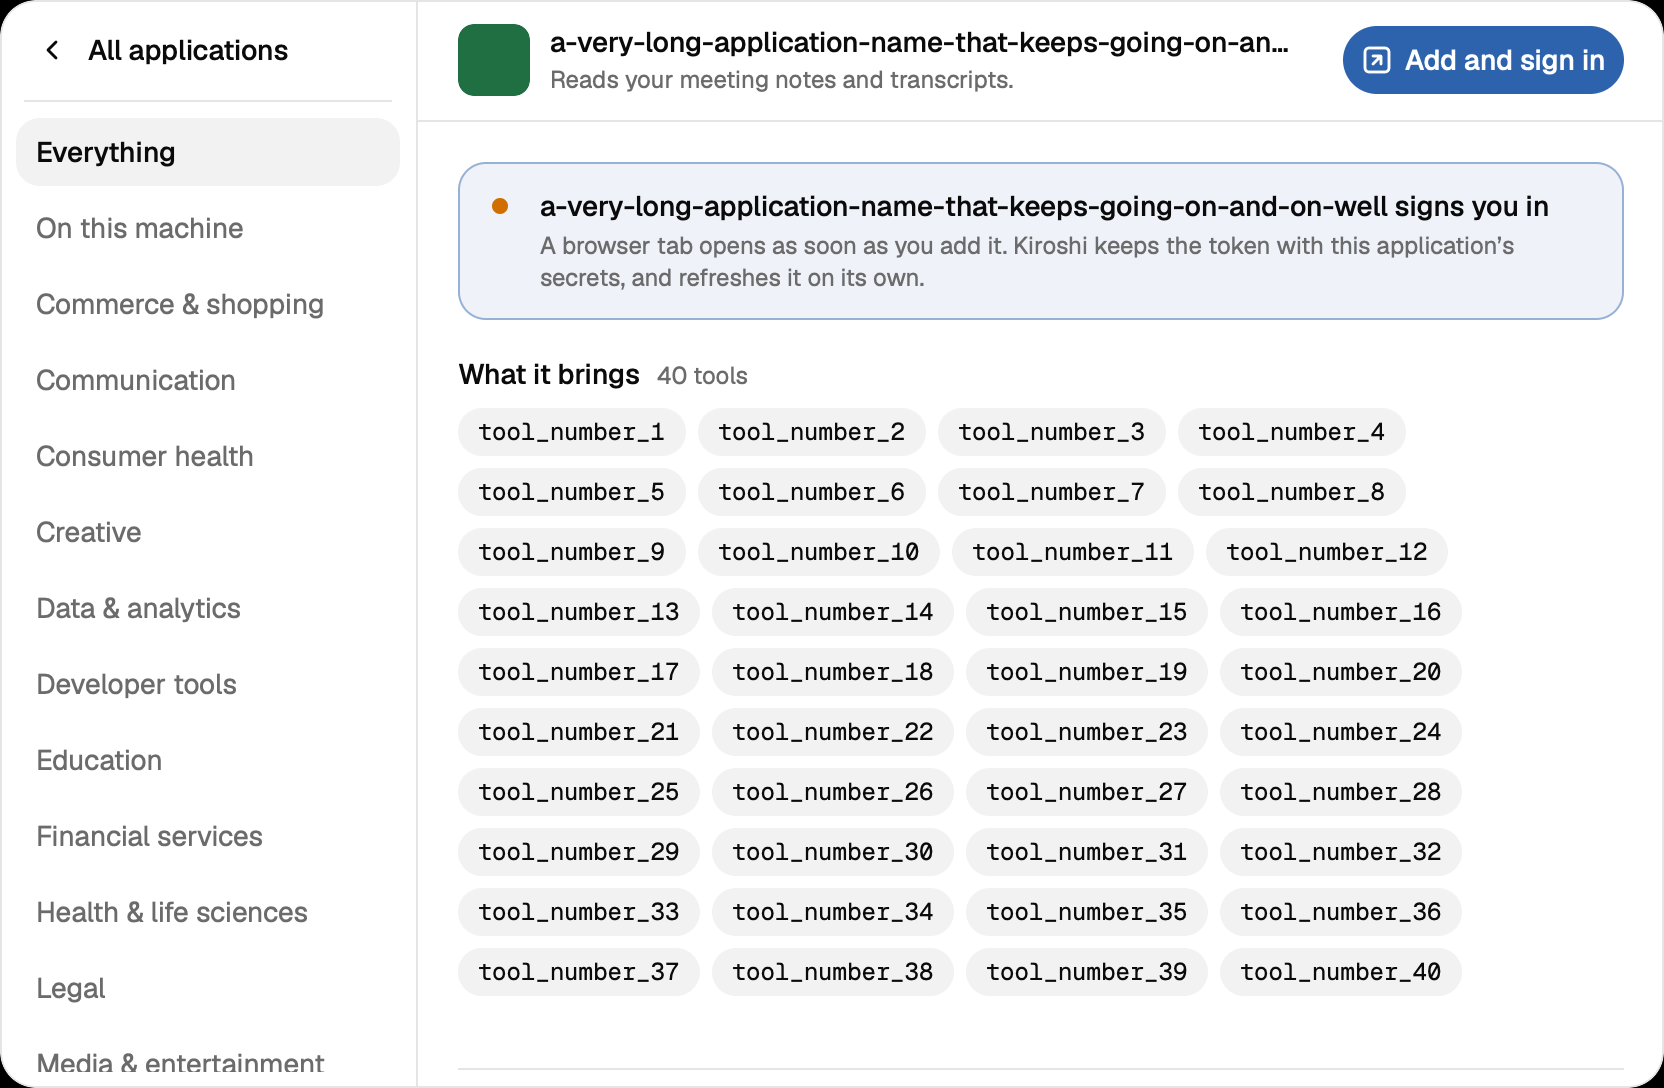 All applications
Everything
On this machine
Commerce & shopping
Communication
Consumer health
Creative
Data & analytics
Developer tools
Education
Financial services
Health & life sciences
Legal
Media & entertainment
a-very-long-application-name-that-keeps-going-on-an...
Reads your meeting notes and transcripts.
Add and sign in
a-very-long-application-name-that-keeps-going-on-and-on-well signs you in
A browser tab opens as soon as you add it. Kiroshi keeps the token with this application’s
secrets, and refreshes it on its own.
What it brings 40 tools
tool_number_1 tool_number_2 tool_number_3 tool_number_4
tool_number_5 tool_number_6 tool_number_7 tool_number_8
tool_number_9 tool_number_10 tool_number_11 tool_number_12
tool_number_13 tool_number_14 tool_number_15 tool_number_16
tool_number_17 tool_number_18 tool_number_19 tool_number_20
tool_number_21 tool_number_22 tool_number_23 tool_number_24
tool_number_25 tool_number_26 tool_number_27 tool_number_28
tool_number_29 tool_number_30 tool_number_31 tool_number_32
tool_number_33 tool_number_34 tool_number_35 tool_number_36
tool_number_37 tool_number_38 tool_number_39 tool_number_40